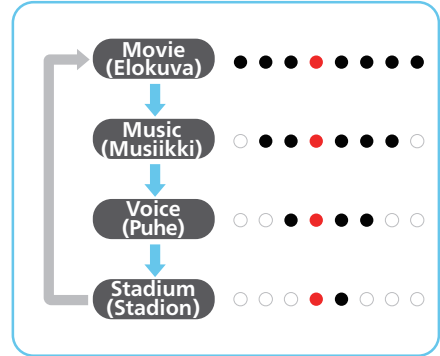 Movie
(Elokuva)
Music
(Musiikki)
Voice
(Puhe)
Stadium
(Stadion)